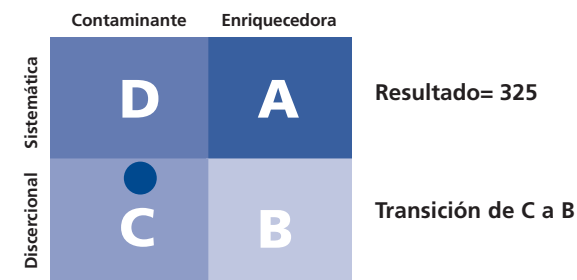 Contaminante Enriquecedora
Sistemática
D A
Resultado= 325
Discercional
C B
Transición de C a B